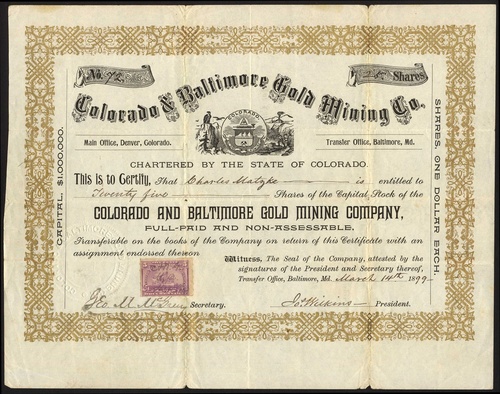 No. 72
25 Shares
Colorado & Baltimore Gold Mining Co.
COLORADO
Main Office, Denver, Colorado.
Transfer Office, Baltimore, Md.
CHARTERED BY THE STATE OF COLORADO.
This is to Certify, That Charles Matzke is entitled to
Twenty five Shares of the Capital Stock of the
COLORADO AND BALTIMORE GOLD MINING COMPANY,
FULL-PAID AND NON-ASSESSABLE,
Transferable on the books of the Company on return of this Certificate with an
assignment endorsed thereon
Witness, The Seal of the Company, attested by the
signatures of the President and Secretary thereof,
Transfer Office, Baltimore, Md. March 14th 1899
Geo. M. Secretary.
Jos. Wilkins President.
CAPITAL, $1,000,000.
SHARES, ONE DOLLAR EACH.